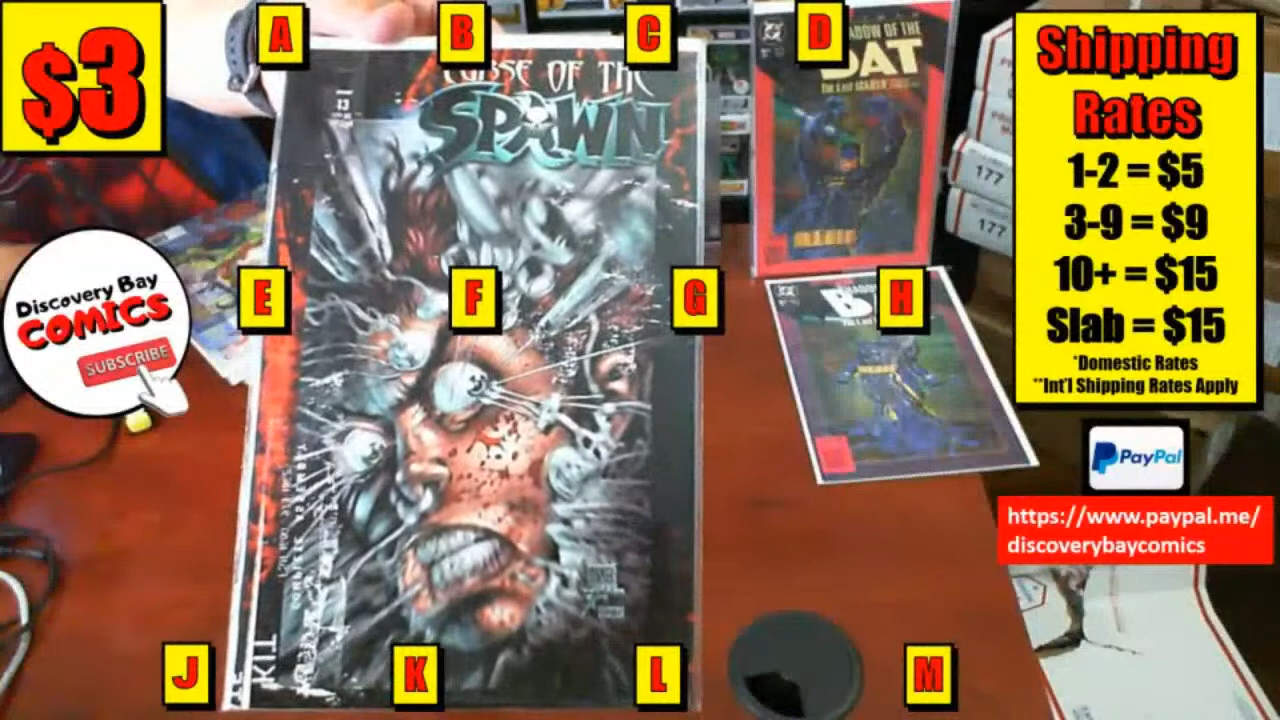 $3
A
B
C
D
CURSE OF THE
SPAWN
13
DC
SHADOW OF THE
BAT
Shipping
Rates
1-2 = $5
3-9 = $9
10+ = $15
Slab = $15
*Domestic Rates
**Int'l Shipping Rates Apply
177
177
Discovery Bay
COMICS
SUBSCRIBE
E
F
G
H
PayPal
https://www.paypal.me/
discoverybaycomics
J
K
L
M